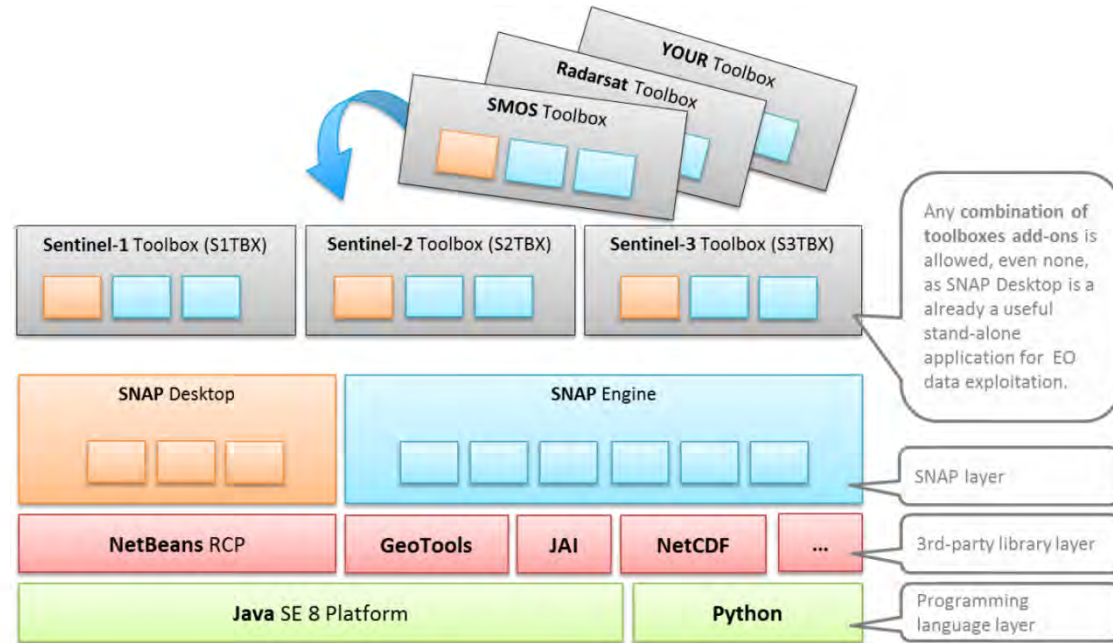 YOUR Toolbox
Radarsat Toolbox
SMOS Toolbox
Sentinel-1 Toolbox (S1TBX)
Sentinel-2 Toolbox (S2TBX)
Sentinel-3 Toolbox (S3TBX)
Any combination of
toolboxes add-ons is
allowed, even none,
as SNAP Desktop is a
already a useful
stand-alone
application for EO
data exploitation.
SNAP Desktop
SNAP Engine
SNAP layer
NetBeans RCP
GeoTools
JAI
NetCDF
...
3rd-party library layer
Java SE 8 Platform
Python
Programming
language layer